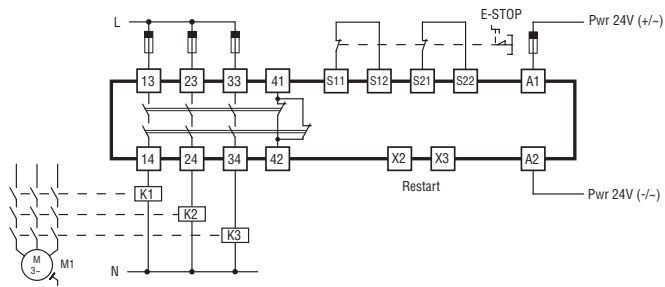 L
E-STOP
Pwr 24V (+/~)
13 23 33 41 S11 S12 S21 S22 A1
14 24 34 42 X2 X3 A2
Restart
Pwr 24V (-/~)
K1
K2
K3
M
3~
M1
N